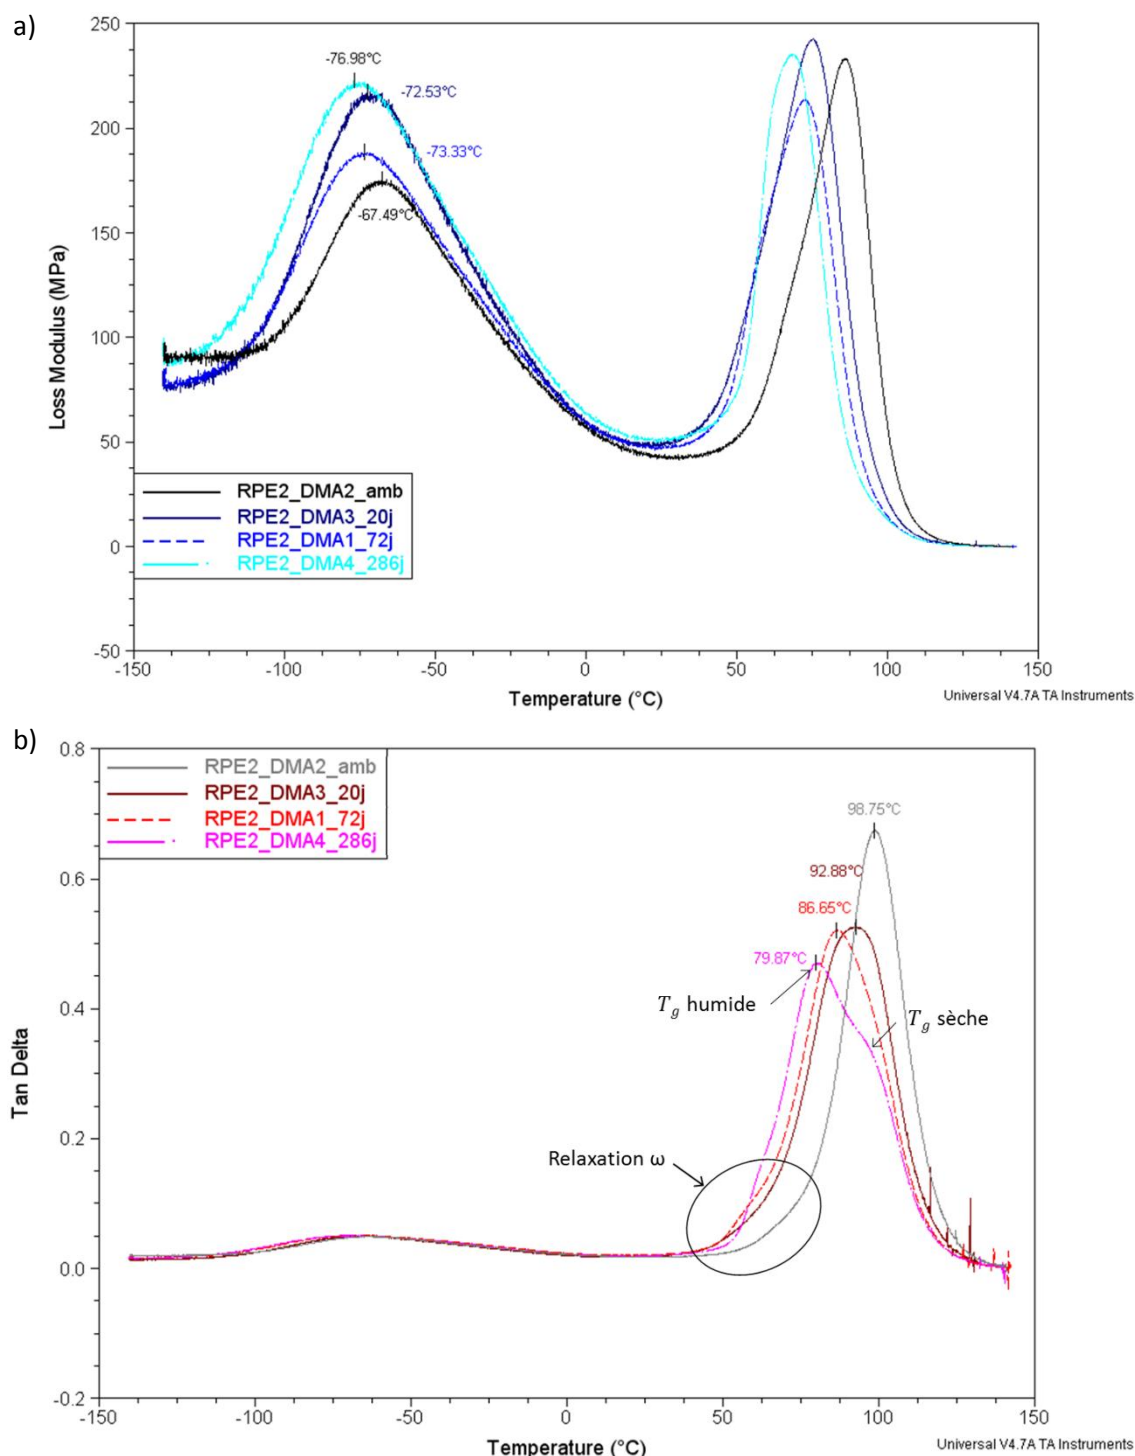 a)
250
200
150
100
50
0
-50
Loss Modulus (MPa)
-76.98°C
-72.53°C
-73.33°C
-67.49°C
RPE2_DMA2_amb
RPE2_DMA3_20j
RPE2_DMA1_72j
RPE2_DMA4_286j
-150 -100 -50 0 50 100 150
Temperature (°C)
Universal V4.7A TA Instruments
b)
0.8
0.6
0.4
0.2
0.0
-0.2
Tan Delta
RPE2_DMA2_amb
RPE2_DMA3_20j
RPE2_DMA1_72j
RPE2_DMA4_286j
98.75°C
92.88°C
86.65°C
79.87°C
Tg humide
Tg sèche
Relaxation ω
-150 -100 -50 0 50 100 150
Temperature (°C)
Universal V4.7A TA Instruments